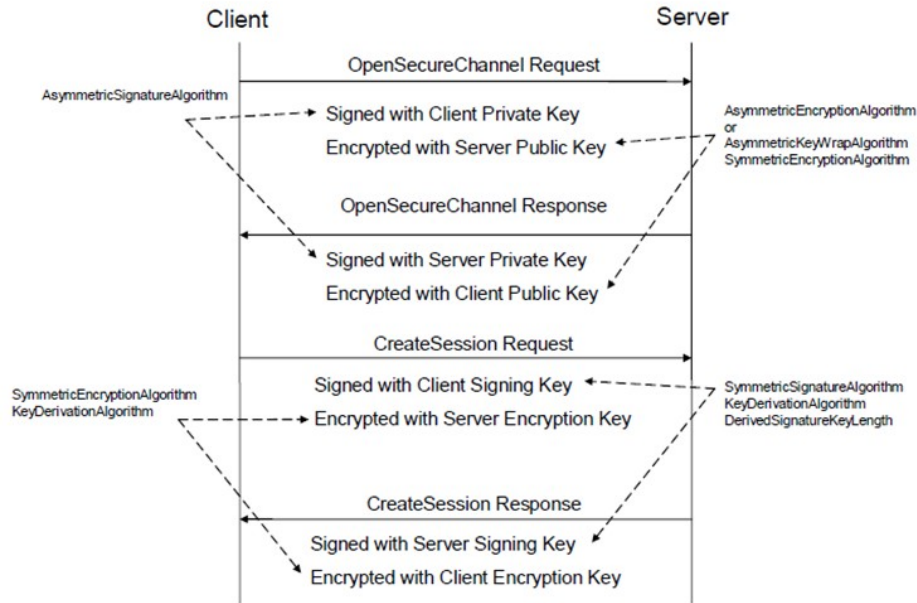 Client
Server
OpenSecureChannel Request
AsymmetricSignatureAlgorithm
Signed with Client Private Key
Encrypted with Server Public Key
AsymmetricEncryptionAlgorithm
or
AsymmetricKeyWrapAlgorithm
SymmetricEncryptionAlgorithm
OpenSecureChannel Response
Signed with Server Private Key
Encrypted with Client Public Key
CreateSession Request
SymmetricEncryptionAlgorithm
KeyDerivationAlgorithm
Signed with Client Signing Key
Encrypted with Server Encryption Key
SymmetricSignatureAlgorithm
KeyDerivationAlgorithm
DerivedSignatureKeyLength
CreateSession Response
Signed with Server Signing Key
Encrypted with Client Encryption Key